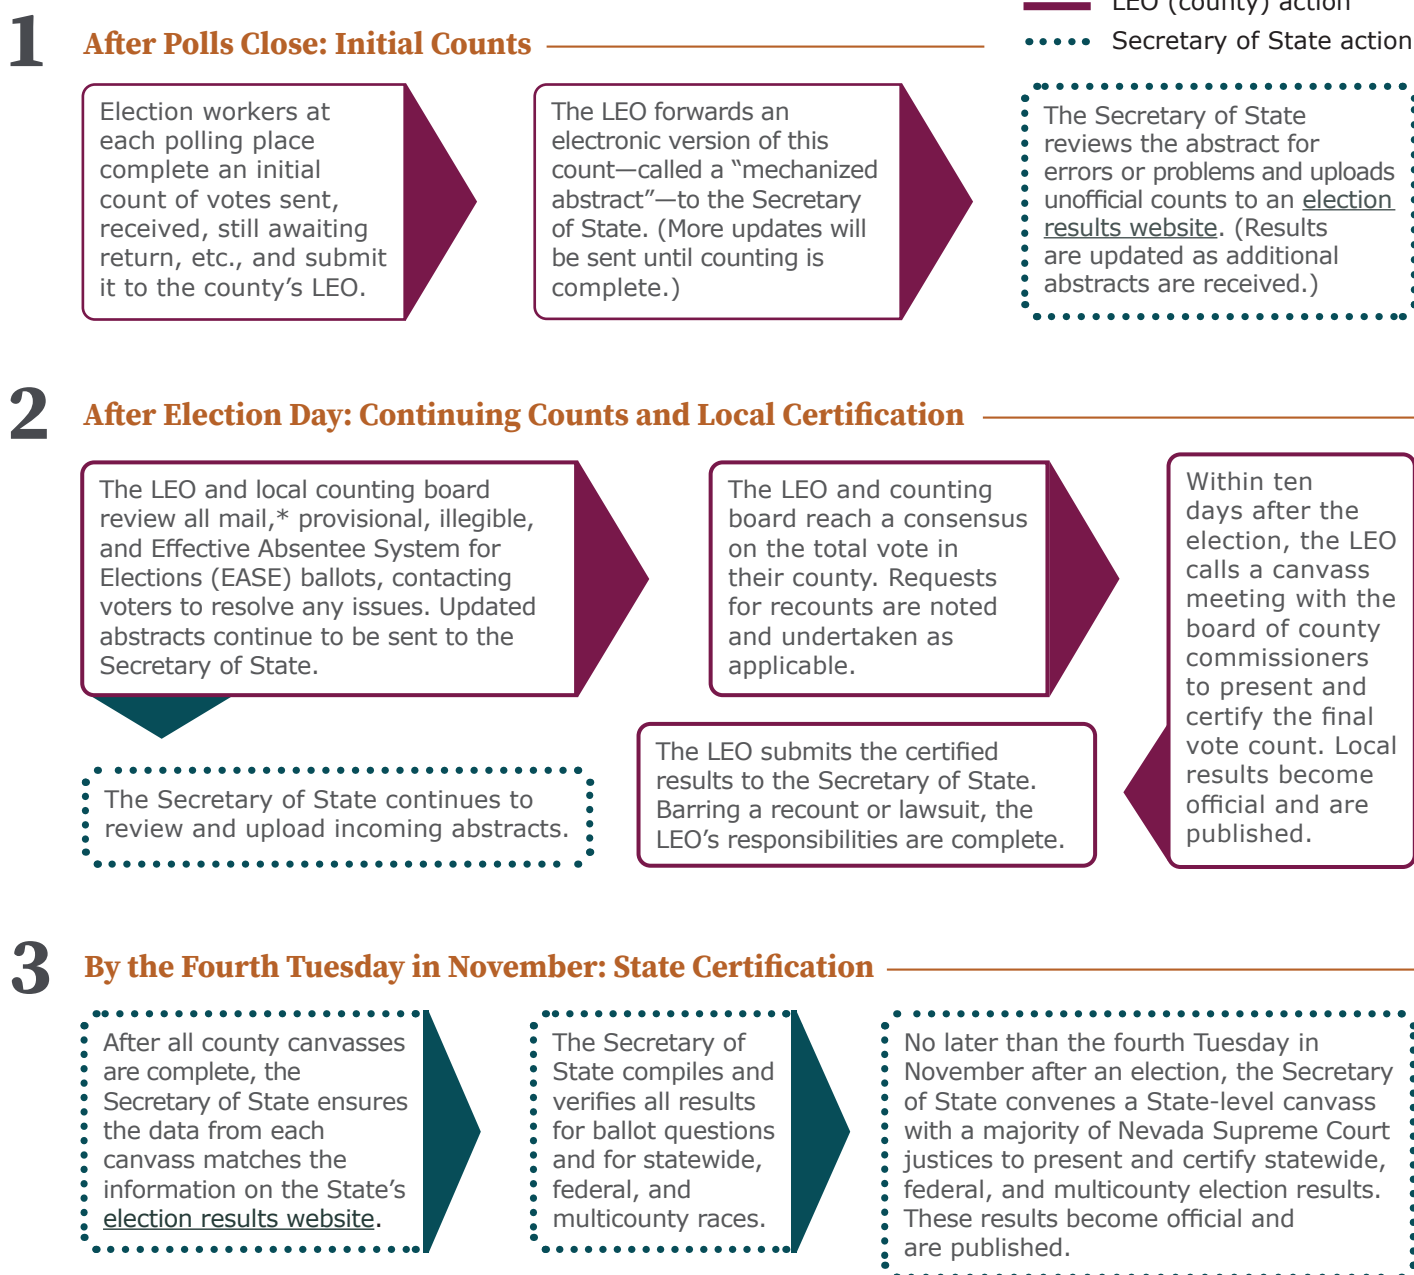 LEO (county) action
Secretary of State action
1
After Polls Close: Initial Counts
Election workers at
each polling place
complete an initial
count of votes sent,
received, still awaiting
return, etc., and submit
it to the county’s LEO.
The LEO forwards an
electronic version of this
count—called a “mechanized
abstract”—to the Secretary
of State. (More updates will
be sent until counting is
complete.)
The Secretary of State
reviews the abstract for
errors or problems and uploads
unofficial counts to an election
results website. (Results
are updated as additional
abstracts are received.)
2
After Election Day: Continuing Counts and Local Certification
The LEO and local counting board
review all mail,* provisional, illegible,
and Effective Absentee System for
Elections (EASE) ballots, contacting
voters to resolve any issues. Updated
abstracts continue to be sent to the
Secretary of State.
The Secretary of State continues to
review and upload incoming abstracts.
The LEO and counting
board reach a consensus
on the total vote in
their county. Requests
for recounts are noted
and undertaken as
applicable.
Within ten
days after the
election, the LEO
calls a canvass
meeting with the
board of county
commissioners
to present and
certify the final
vote count. Local
results become
official and are
published.
The LEO submits the certified
results to the Secretary of State.
Barring a recount or lawsuit, the
LEO’s responsibilities are complete.
3
By the Fourth Tuesday in November: State Certification
After all county canvasses
are complete, the
Secretary of State ensures
the data from each
canvass matches the
information on the State’s
election results website.
The Secretary of
State compiles and
verifies all results
for ballot questions
and for statewide,
federal, and
multicounty races.
No later than the fourth Tuesday in
November after an election, the Secretary
of State convenes a State-level canvass
with a majority of Nevada Supreme Court
justices to present and certify statewide,
federal, and multicounty election results.
These results become official and
are published.